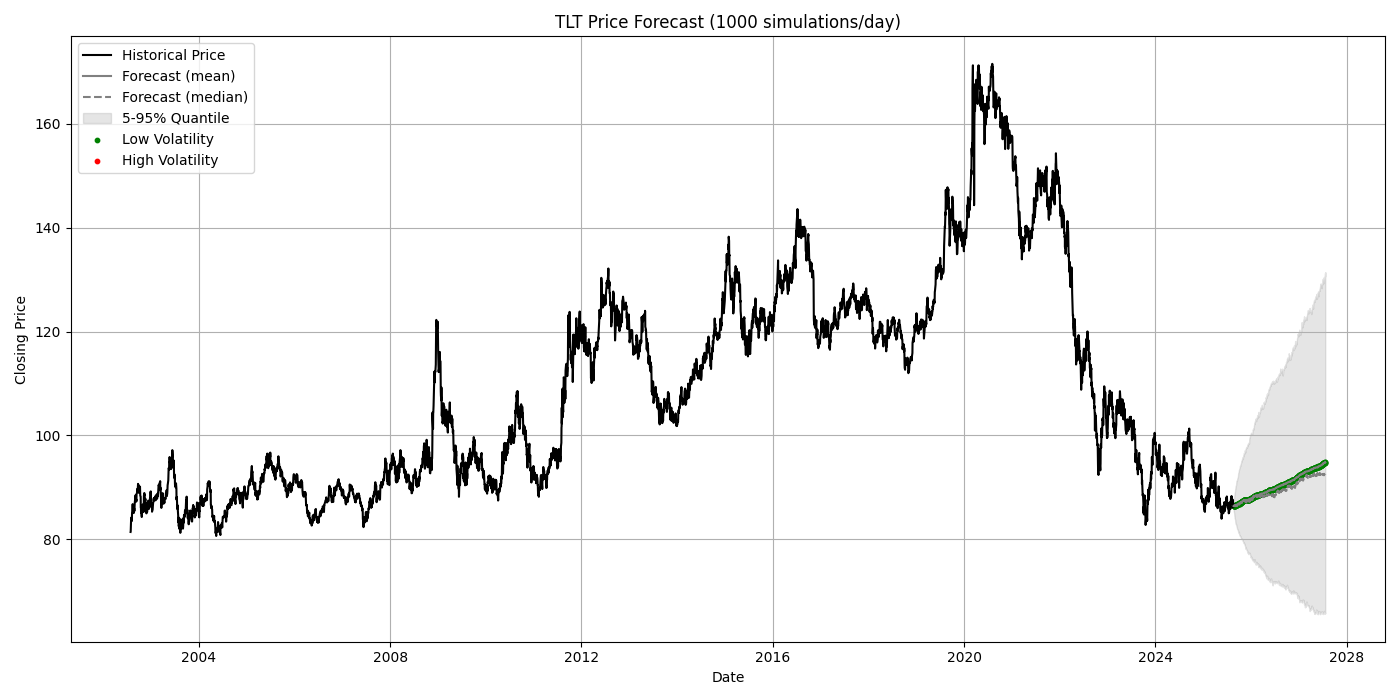 TLT Price Forecast (1000 simulations/day)
Historical Price
Forecast (mean)
Forecast (median)
5-95% Quantile
Low Volatility
High Volatility
Closing Price
160
140
120
100
80
2004
2008
2012
2016
2020
2024
2028
Date